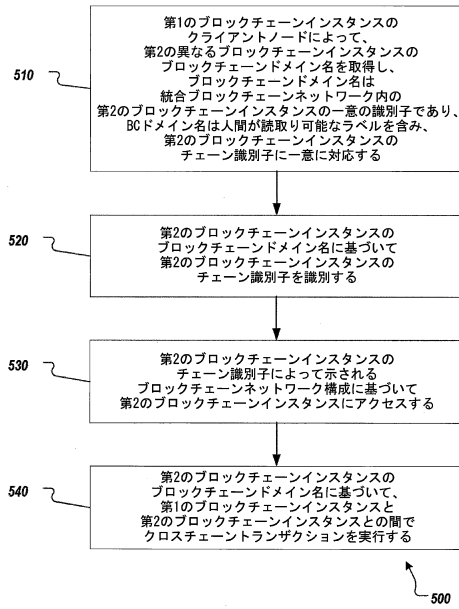 510
第1のブロックチェーンインスタンスの
クライアントノードによって、
第2の異なるブロックチェーンインスタンスの
ブロックチェーンドメイン名を取得し、
ブロックチェーンドメイン名は
統合ブロックチェーンネットワーク内の
第2のブロックチェーンインスタンスの一意の識別子であり、
BCドメイン名は人間が読取り可能なラベルを含み、
第2のブロックチェーンインスタンスの
チェーン識別子に一意に対応する
520
第2のブロックチェーンインスタンスの
ブロックチェーンドメイン名に基づいて
第2のブロックチェーンインスタンスの
チェーン識別子を識別する
530
第2のブロックチェーンインスタンスの
チェーン識別子によって示される
ブロックチェーンネットワーク構成に基づいて
第2のブロックチェーンインスタンスにアクセスする
540
第2のブロックチェーンインスタンスの
ブロックチェーンドメイン名に基づいて、
第1のブロックチェーンインスタンスと
第2のブロックチェーンインスタンスとの間で
クロスチェーントランザクションを実行する
500